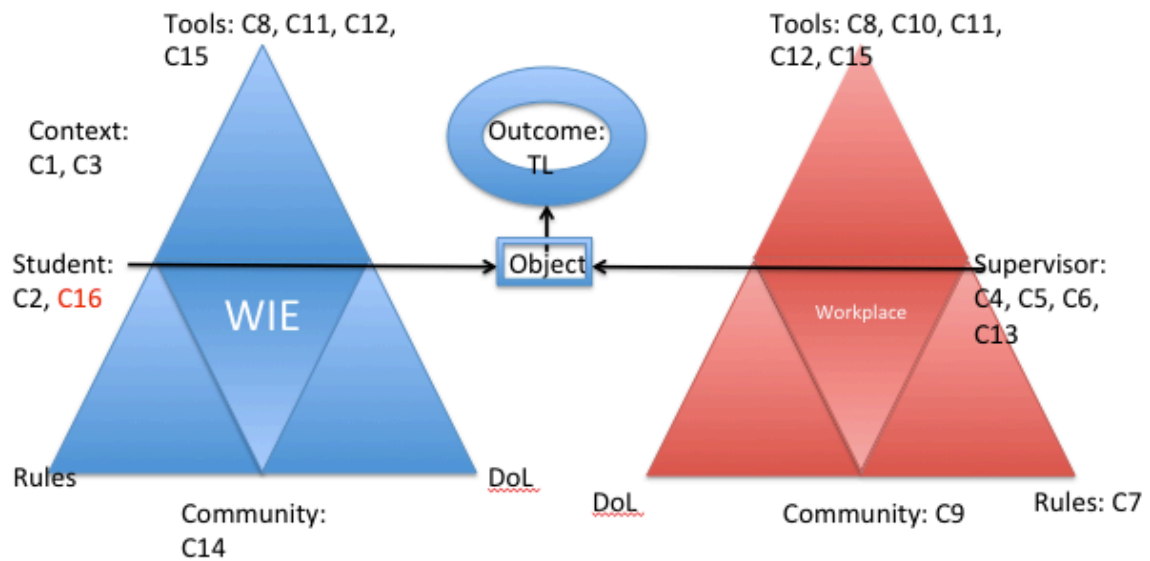 Tools: C8, C11, C12,
C15
Tools: C8, C10, C11,
C12, C15
Context:
C1, C3
Outcome:
TL
Student:
C2, C16
Object
Supervisor:
C4, C5, C6,
C13
WIE
Workplace
Rules
DoL
DoL
Community:
C14
Community: C9
Rules: C7